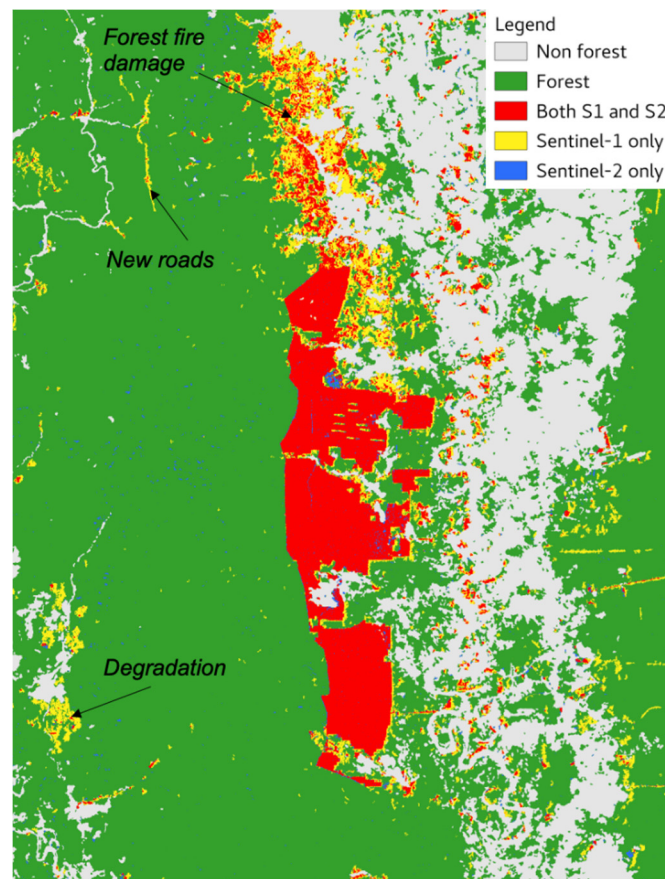 Forest fire
damage
Legend
Non forest
Forest
Both S1 and S2
Sentinel-1 only
Sentinel-2 only
New roads
Degradation